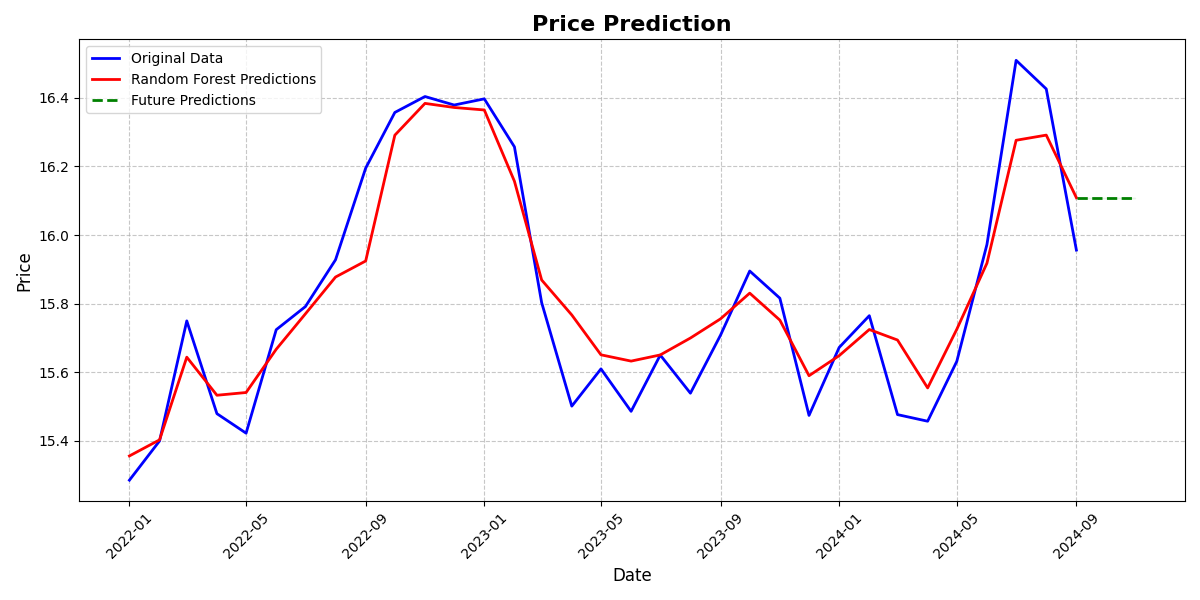 Price Prediction
Original Data
Random Forest Predictions
Future Predictions
Price
16.4
16.2
16.0
15.8
15.6
15.4
2022-01
2022-05
2022-09
2023-01
2023-05
2023-09
2024-01
2024-05
2024-09
Date